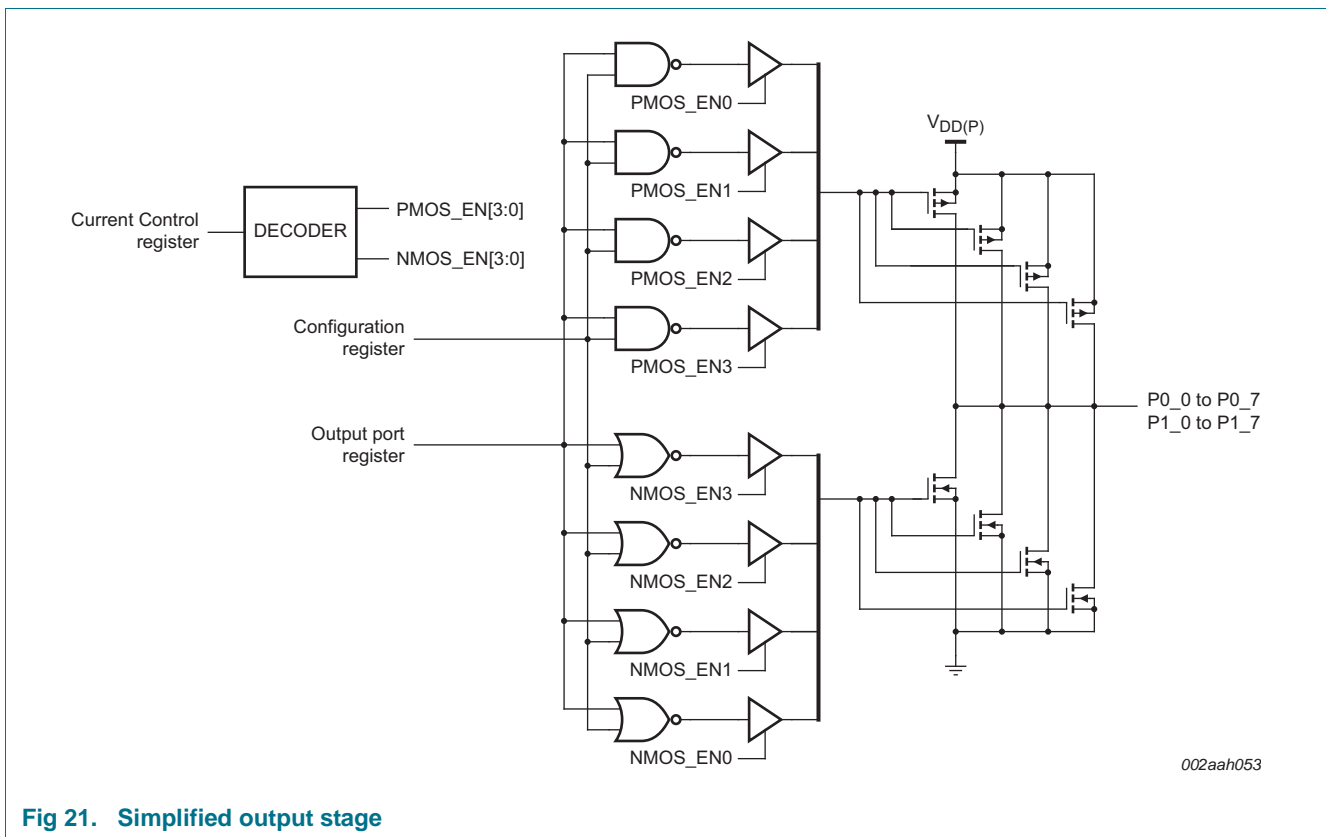 PMOS_EN0
V DD(P)
PMOS_EN1
Current Control
register
DECODER
PMOS_EN[3:0]
NMOS_EN[3:0]
PMOS_EN2
Configuration
register
PMOS_EN3
P0_0 to P0_7
P1_0 to P1_7
Output port
register
NMOS_EN3
NMOS_EN2
NMOS_EN1
NMOS_EN0
002aah053
Fig 21. Simplified output stage